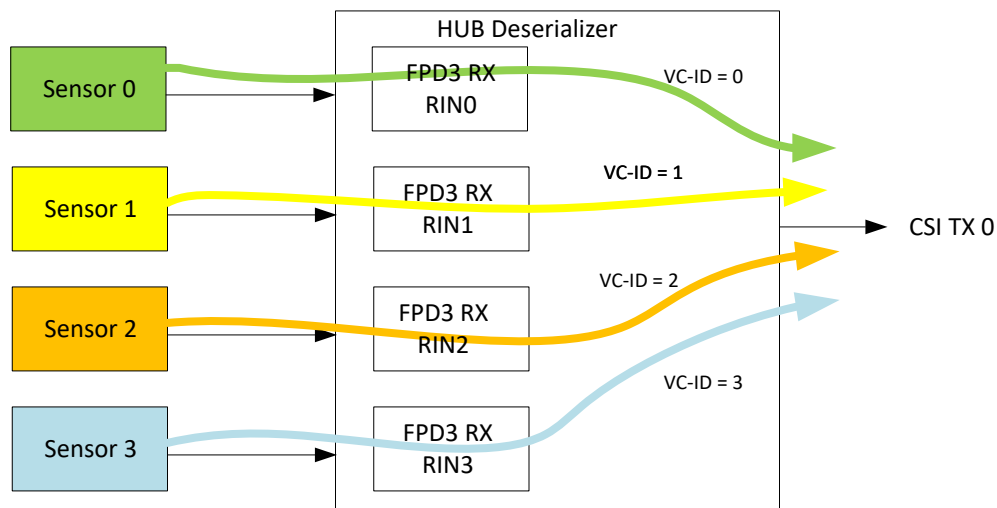 HUB Deserializer
Sensor 0
FPD3 RX
RIN0
VC-ID = 0
Sensor 1
FPD3 RX
RIN1
VC-ID = 1
CSI TX 0
Sensor 2
FPD3 RX
RIN2
VC-ID = 2
Sensor 3
FPD3 RX
RIN3
VC-ID = 3